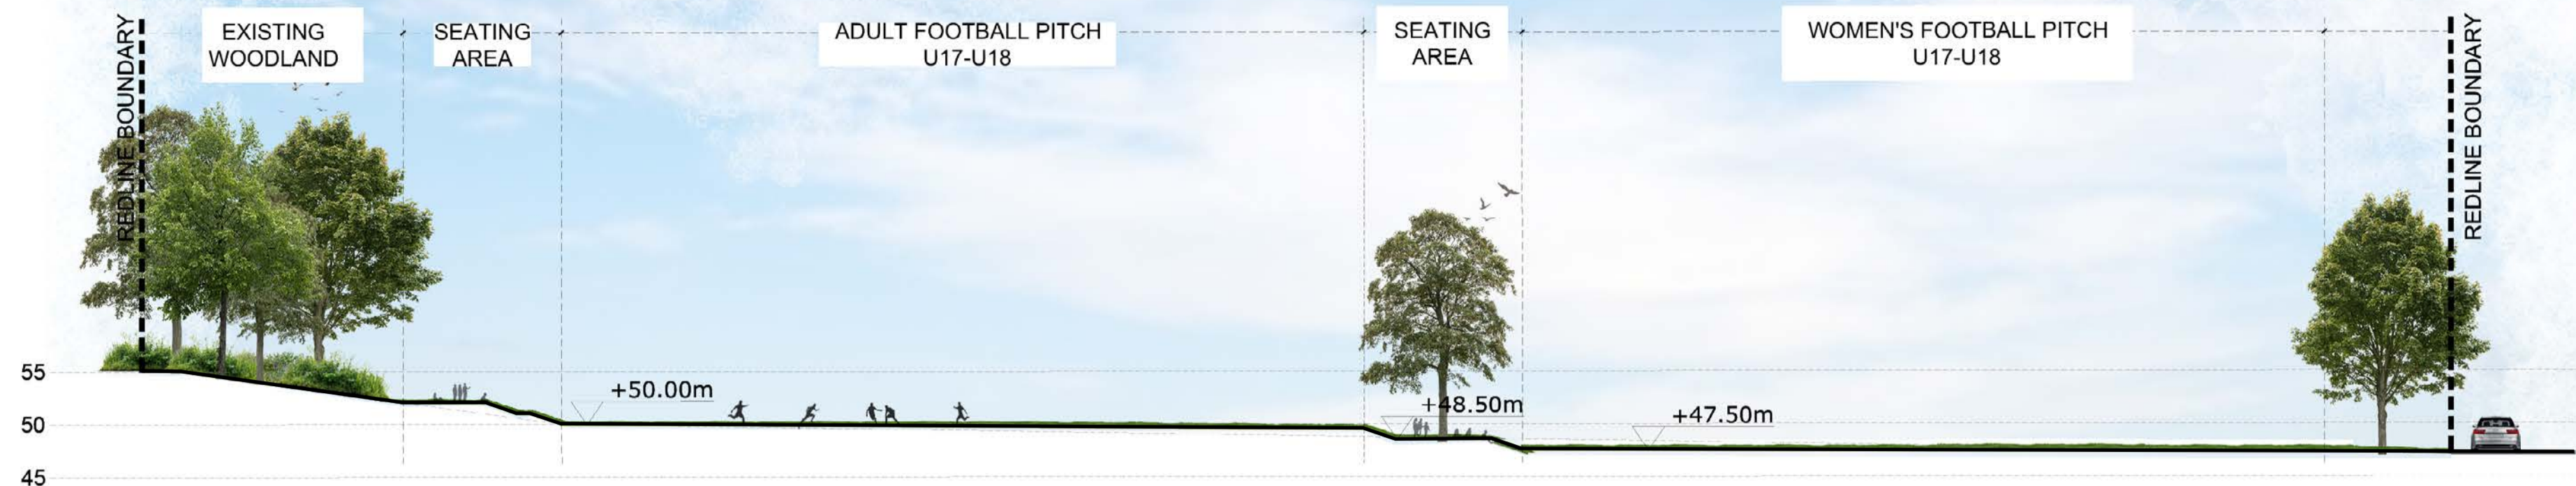 REDLINE BOUNDARY
EXISTING
WOODLAND
SEATING
AREA
ADULT FOOTBALL PITCH
U17-U18
SEATING
AREA
WOMEN'S FOOTBALL PITCH
U17-U18
REDLINE BOUNDARY
55
50
45
+50.00m
+48.50m
+47.50m